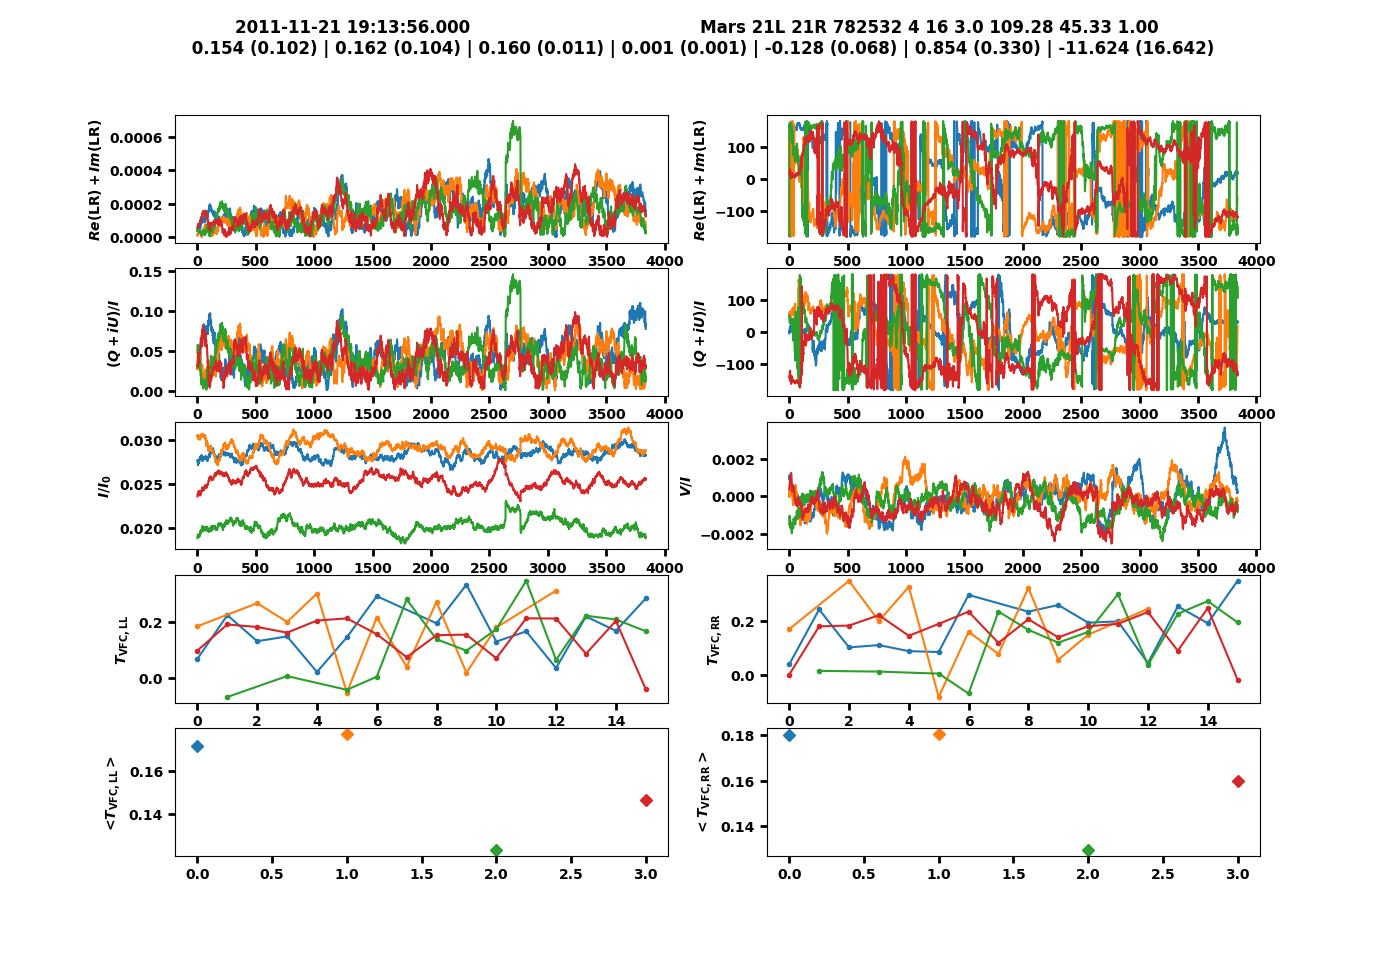 2011-11-21 19:13:56.000 Mars 21L 21R 782532 4 16 3.0 109.28 45.33 1.00
0.154 (0.102) | 0.162 (0.104) | 0.160 (0.011) | 0.001 (0.001) | -0.128 (0.068) | 0.854 (0.330) | -11.624 (16.642)
Re(LR) + Im(LR)
0.0006
0.0004
0.0002
0.0000
0 500 1000 1500 2000 2500 3000 3500 4000
Re(LR) + Im(LR)
100
0
−100
0 500 1000 1500 2000 2500 3000 3500 4000
(Q + iU)/I
0.15
0.10
0.05
0.00
0 500 1000 1500 2000 2500 3000 3500 4000
(Q + iU)/I
100
0
−100
0 500 1000 1500 2000 2500 3000 3500 4000
I/I0
0.030
0.025
0.020
0 500 1000 1500 2000 2500 3000 3500 4000
V/I
0.002
0.000
−0.002
0 500 1000 1500 2000 2500 3000 3500 4000
TVFC, LL
0.2
0.0
0 2 4 6 8 10 12 14
TVFC, RR
0.2
0.0
0 2 4 6 8 10 12 14
<TVFC, LL >
0.16
0.14
0.0 0.5 1.0 1.5 2.0 2.5 3.0
< TVFC, RR >
0.18
0.16
0.14
0.0 0.5 1.0 1.5 2.0 2.5 3.0